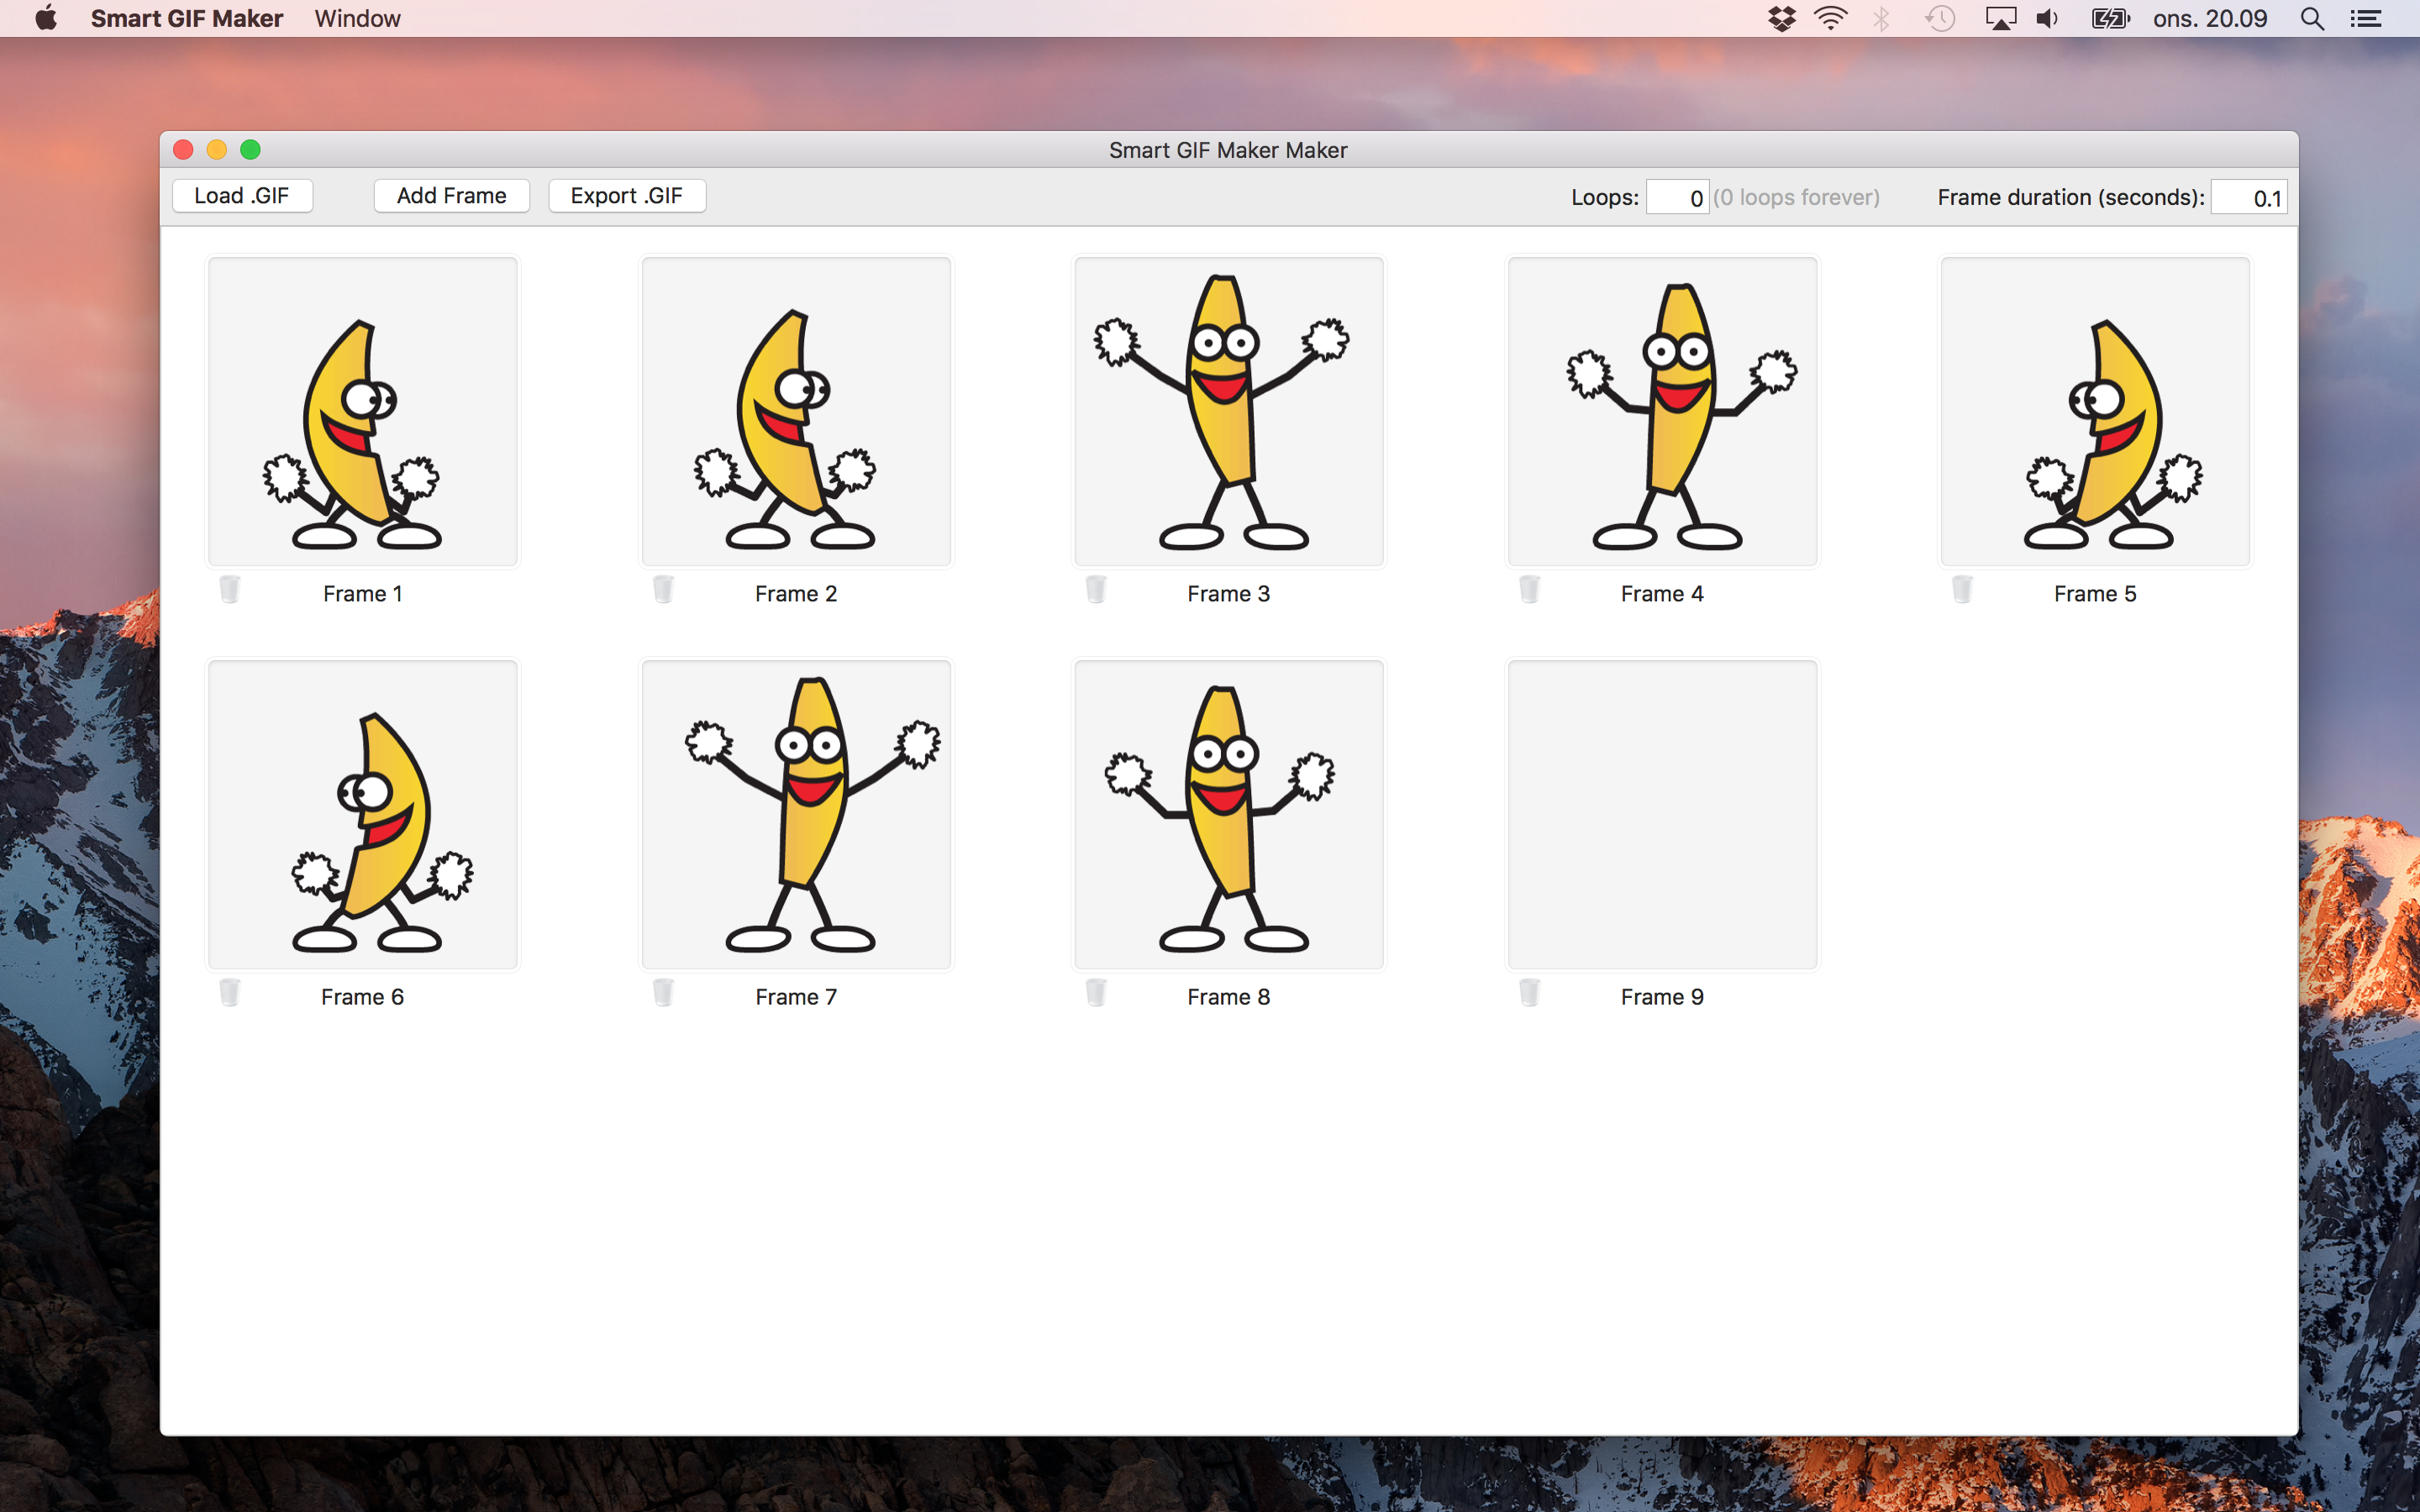 Smart GIF Maker Window ons. 20.09
Smart GIF Maker Maker
Load .GIF Add Frame Export .GIF Loops: 0 (0 loops forever) Frame duration (seconds): 0.1
Frame 1 Frame 2 Frame 3 Frame 4 Frame 5
Frame 6 Frame 7 Frame 8 Frame 9